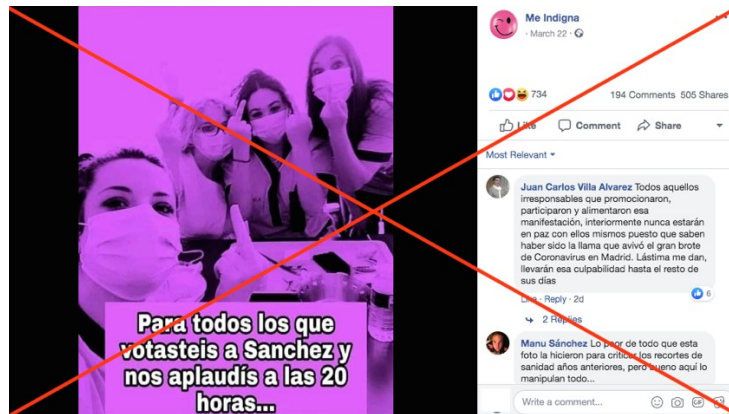 Me Indigna
· March 22 ·
734
194 Comments 505 Shares
Like Comment Share
Most Relevant
Juan Carlos Villa Alvarez Todos aquellos
irresponsables que promocionaron,
participaron y alimentaron esa
manifestación, interiormente nunca estarán
en paz con ellos mismos puesto que saben
haber sido la llama que avivó el gran brote
de Coronavirus en Madrid. Lástima me dan,
llevarán esa culpabilidad hasta el resto de
sus días
Like · Reply · 2d
6
2 Replies
Manu Sánchez Lo peor de todo que esta
foto la hicieron para criticar los recortes de
sanidad años anteriores, pero bueno aquí lo
manipulan todo...
Write a comment...
GIF
Para todos los que
votasteis a Sanchez y
nos aplaudís a las 20
horas...